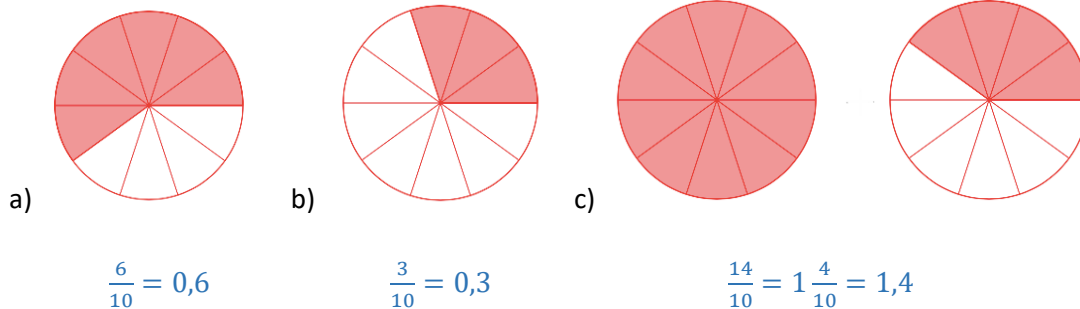 a) b) c)
6/10 = 0,6 3/10 = 0,3 14/10 = 1 4/10 = 1,4